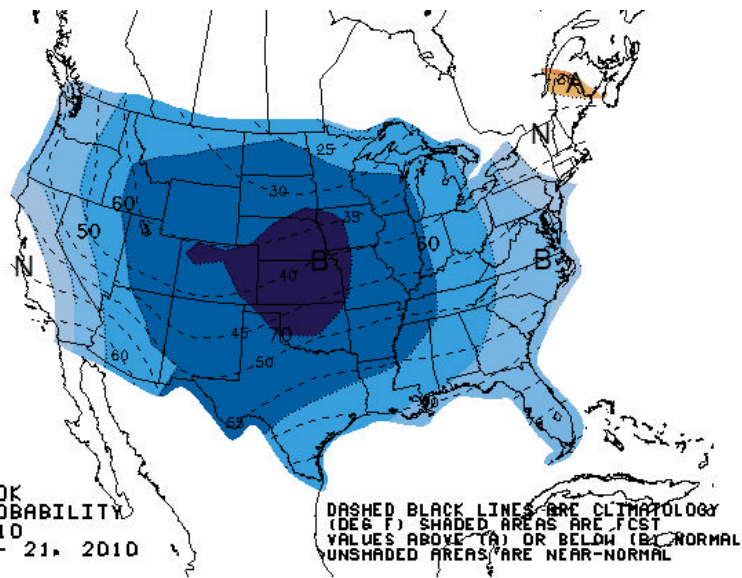 A
N
25
30
60
35
50
60
B
B
N
40
45
70
50
60
55
OK
OBABILITY
10
- 21, 2010
DASHED BLACK LINES ARE CLIMATOLOGY
(DEG F) SHADED AREAS ARE FCST
VALUES ABOVE (A) OR BELOW (B) NORMAL
UNSHADED AREAS ARE NEAR-NORMAL